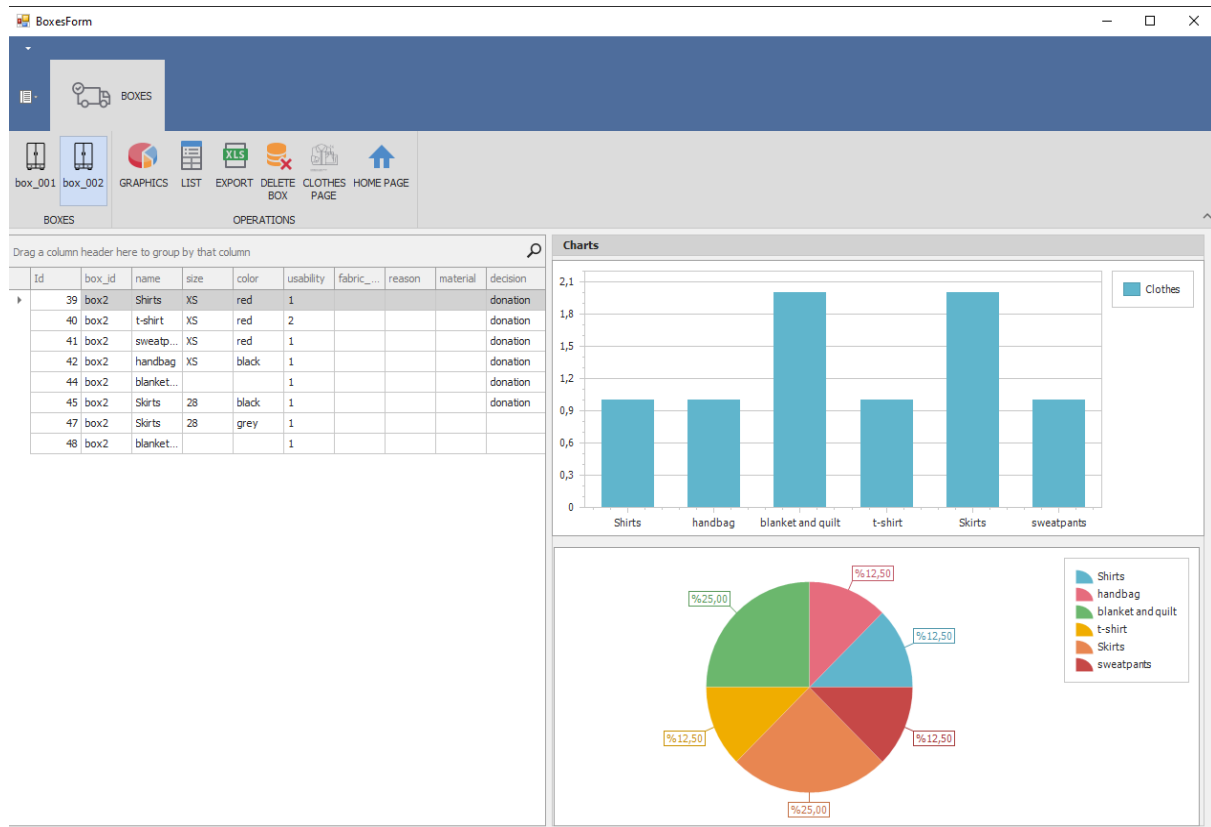 BoxesForm
BOXES
box_001 box_002 GRAPHICS LIST EXPORT DELETE BOX CLOTHES PAGE HOME PAGE
XLS
BOXES OPERATIONS
Drag a column header here to group by that column
Id box_id name size color usability fabric_... reason material decision
39 box2 Shirts XS red 1 donation
40 box2 t-shirt XS red 2 donation
41 box2 sweatp... XS red 1 donation
42 box2 handbag XS black 1 donation
44 box2 blanket... 1 donation
45 box2 Skirts 28 black 1 donation
47 box2 Skirts 28 grey 1
48 box2 blanket... 1
Charts
2,1
1,8
1,5
1,2
0,9
0,6
0,3
0
Shirts handbag blanket and quilt t-shirt Skirts sweatpants
Clothes
%12,50
%25,00
%12,50
%12,50
%12,50
%25,00
Shirts
handbag
blanket and quilt
t-shirt
Skirts
sweatpants